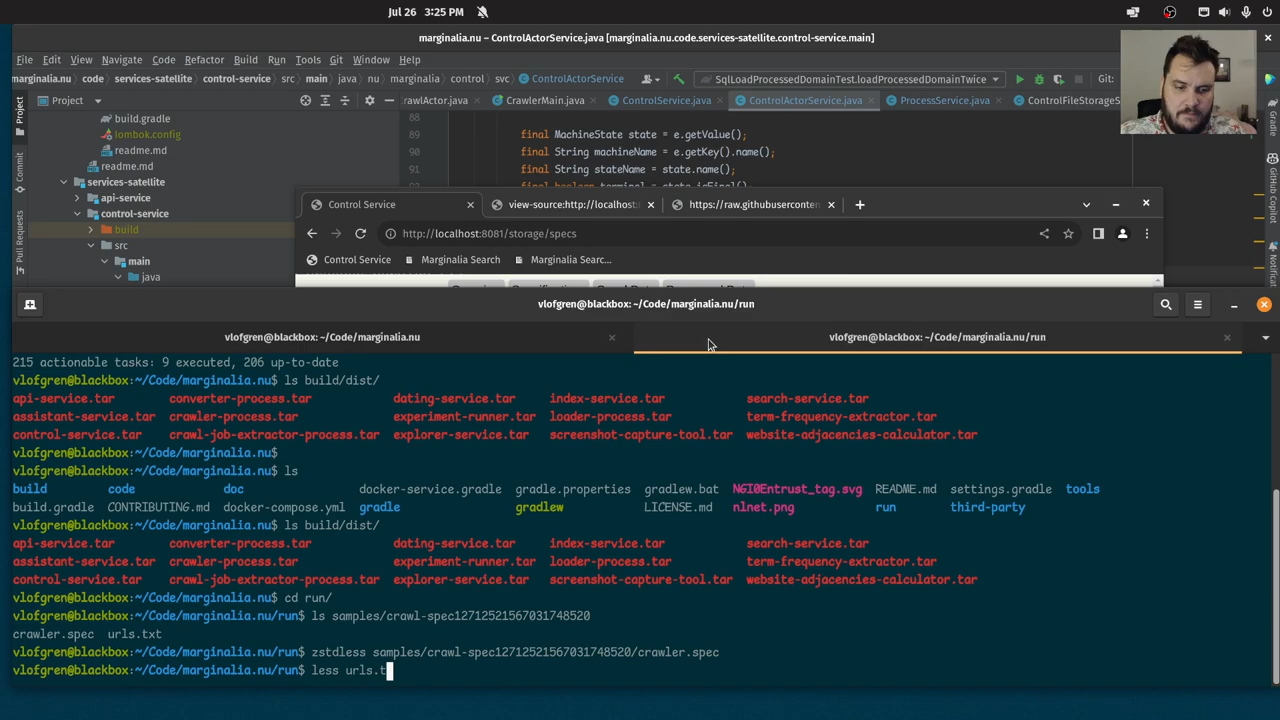 Jul 26 3:25 PM
marginalia.nu – ControlActorService.java [marginalia.nu.code.services-satellite.control-service.main]
File Edit View Navigate Code Refactor Build Run Tools Git Window Help
marginalia.nu code services-satellite control-service src main java nu marginalia control svc ControlActorService SqlLoadProcessedDomainTest.loadProcessedDomainTwice Git:
Project rawlActor.java CrawlerMain.java ControlService.java ControlActorService.java ProcessService.java ControlFileStorageS
Project
Commit
Pull Requests
Gradle
GitHub Copilot
build.gradle
lombok.config
readme.md
readme.md
services-satellite
api-service
control-service
build
src
main
java
88
89 final MachineState state = e.getValue();
90 final String machineName = e.getKey().name();
91 final String stateName = state.name();
92 final boolean terminal = state.isFinal();
Control Service view-source:http://localhost: https://raw.githubuserconten
http://localhost:8081/storage/specs
Control Service Marginalia Search Marginalia Searc...
vlofgren@blackbox: ~/Code/marginalia.nu/run
vlofgren@blackbox: ~/Code/marginalia.nu vlofgren@blackbox: ~/Code/marginalia.nu/run
215 actionable tasks: 9 executed, 206 up-to-date
vlofgren@blackbox:~/Code/marginalia.nu$ ls build/dist/
api-service.tar converter-process.tar dating-service.tar index-service.tar search-service.tar
assistant-service.tar crawler-process.tar experiment-runner.tar loader-process.tar term-frequency-extractor.tar
control-service.tar crawl-job-extractor-process.tar explorer-service.tar screenshot-capture-tool.tar website-adjacencies-calculator.tar
vlofgren@blackbox:~/Code/marginalia.nu$
vlofgren@blackbox:~/Code/marginalia.nu$ ls
build code doc docker-service.gradle gradle.properties gradlew.bat NGI0Entrust_tag.svg README.md settings.gradle tools
build.gradle CONTRIBUTING.md docker-compose.yml gradle gradlew LICENSE.md nlnet.png run third-party
vlofgren@blackbox:~/Code/marginalia.nu$ ls build/dist/
api-service.tar converter-process.tar dating-service.tar index-service.tar search-service.tar
assistant-service.tar crawler-process.tar experiment-runner.tar loader-process.tar term-frequency-extractor.tar
control-service.tar crawl-job-extractor-process.tar explorer-service.tar screenshot-capture-tool.tar website-adjacencies-calculator.tar
vlofgren@blackbox:~/Code/marginalia.nu$ cd run/
vlofgren@blackbox:~/Code/marginalia.nu/run$ ls samples/crawl-spec12712521567031748520
crawler.spec urls.txt
vlofgren@blackbox:~/Code/marginalia.nu/run$ zstdless samples/crawl-spec12712521567031748520/crawler.spec
vlofgren@blackbox:~/Code/marginalia.nu/run$ less urls.t